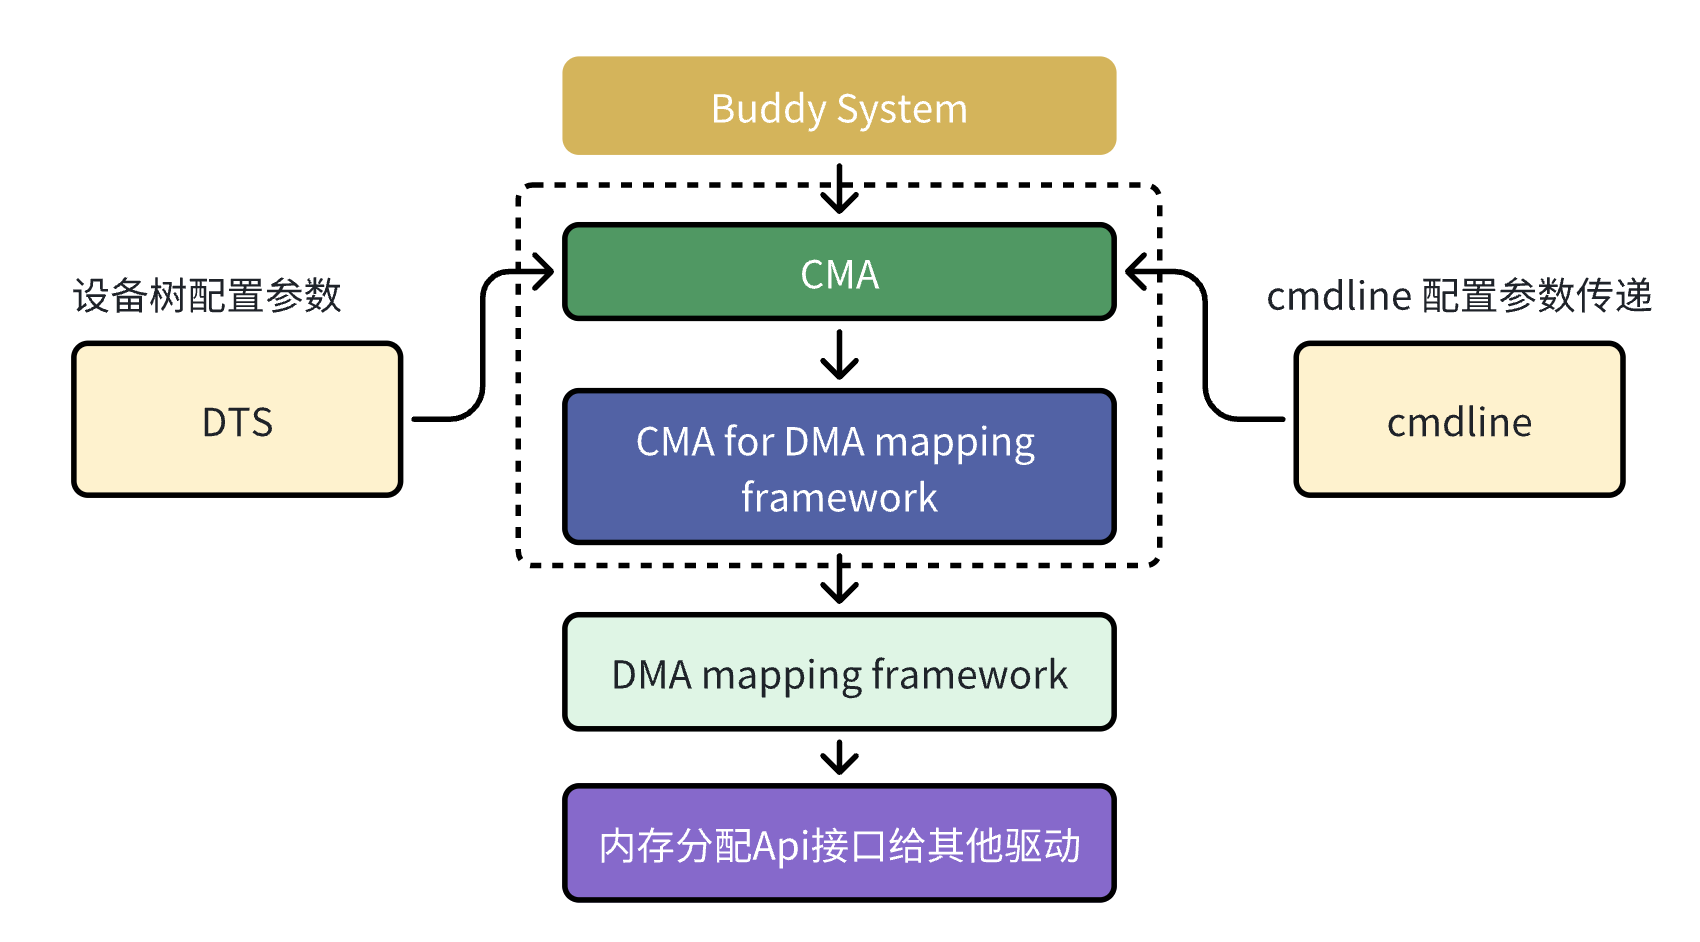 Buddy System
CMA
设备树配置参数
cmdline 配置参数传递
DTS
CMA for DMA mapping
framework
cmdline
DMA mapping framework
内存分配Api接口给其他驱动